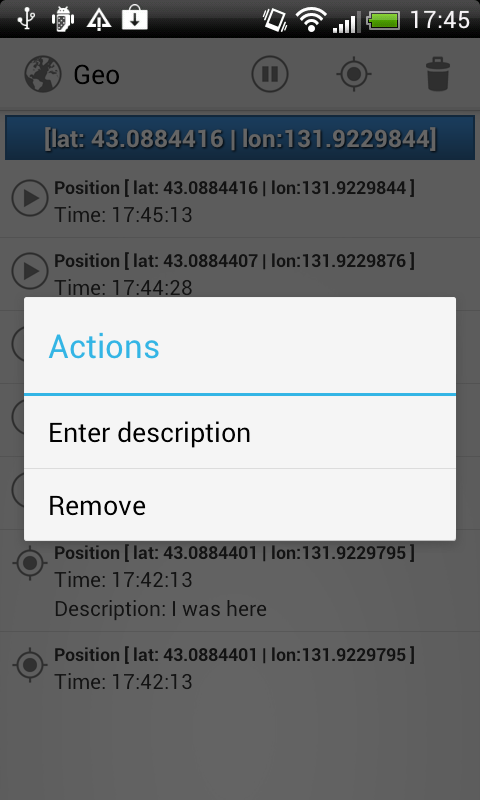 17:45
Geo
[lat: 43.0884416 | lon:131.9229844]
Position [ lat: 43.0884416 | lon:131.9229844 ]
Time: 17:45:13
Position [ lat: 43.0884407 | lon:131.9229876 ]
Time: 17:44:28
Actions
Enter description
Remove
Position [ lat: 43.0884401 | lon:131.9229795 ]
Time: 17:42:13
Description: I was here
Position [ lat: 43.0884401 | lon:131.9229795 ]
Time: 17:42:13